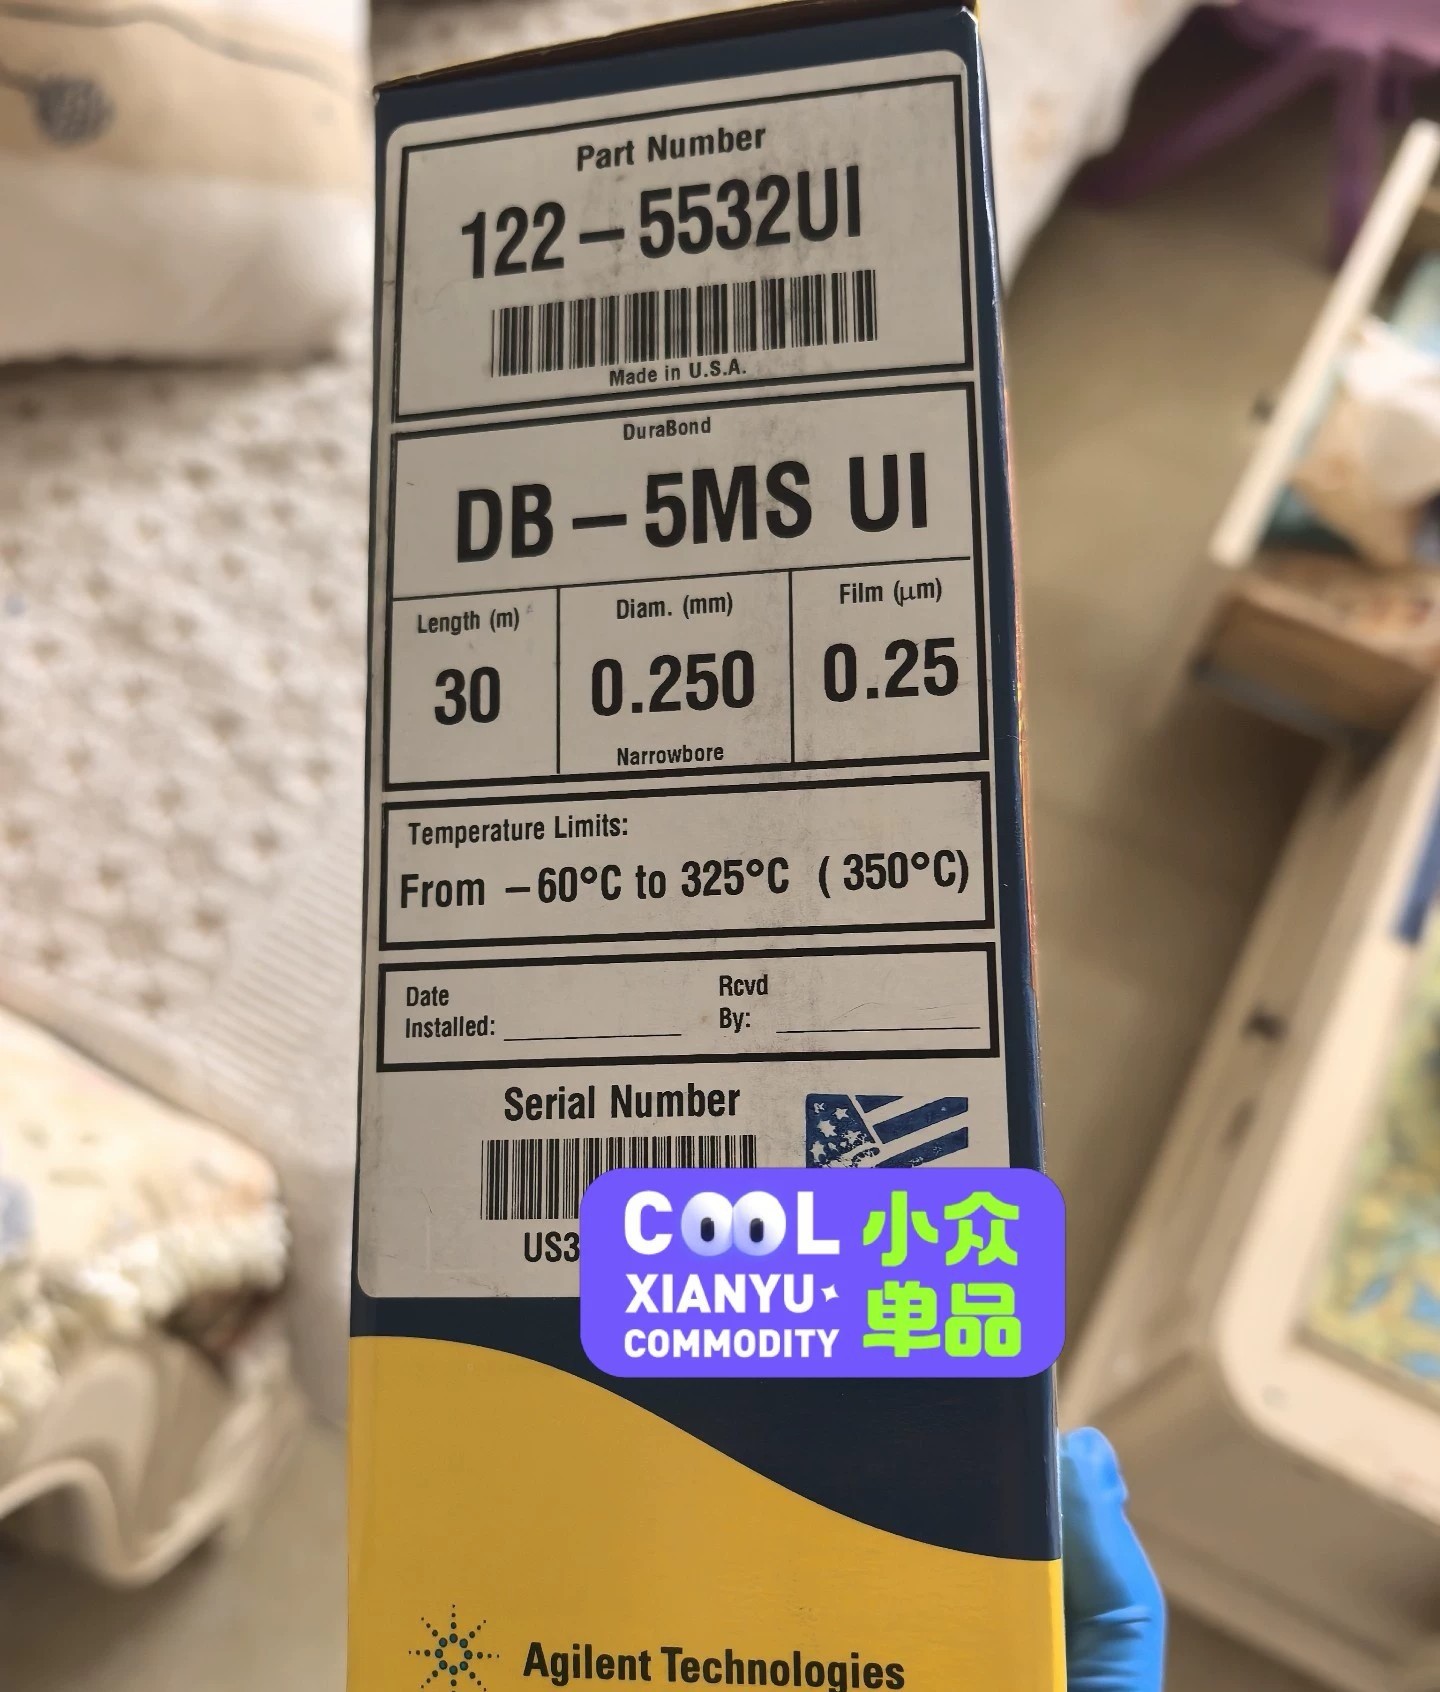 Part Number
122-5532UI
Made in U.S.A.
DuraBond
DB-5MS UI
Length (m) Diam. (mm) Film (μm)
30 0.250 0.25
Narrowbore
Temperature Limits:
From -60°C to 325°C (350°C)
Date Installed: Rcvd By:
Serial Number
US3
COOL 小众
XIANYU 单品
COMMODITY
Agilent Technologies